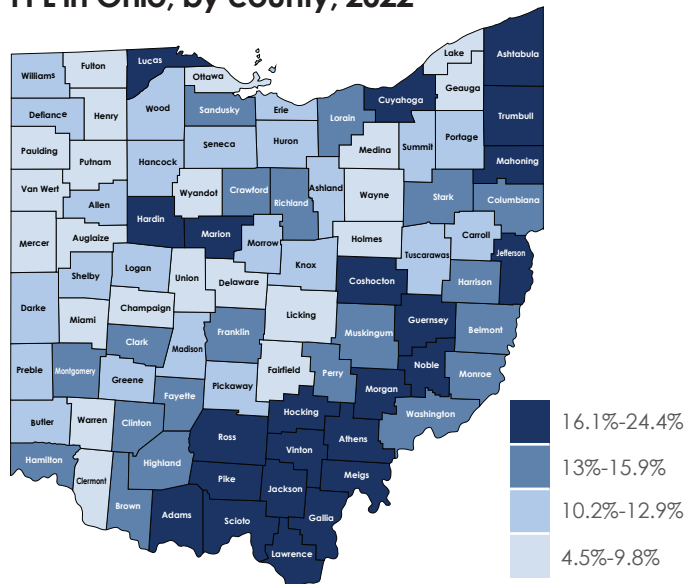 FPL in Ohio, by county, 2022
Lake
Ashtabula
Lucas
Fulton
Williams
Ottawa
Geauga
Cuyahoga
Wood
Sandusky
Erie
Lorain
Defiance
Henry
Trumbull
Portage
Summit
Medina
Huron
Seneca
Paulding
Putnam
Hancock
Mahoning
Van Wert
Allen
Wyandot
Crawford
Richland
Ashland
Wayne
Stark
Columbiana
Hardin
Marion
Mercer
Auglaize
Morrow
Holmes
Carroll
Jefferson
Tuscarawas
Knox
Logan
Shelby
Union
Delaware
Coshocton
Harrison
Darke
Champaign
Miami
Licking
Guernsey
Belmont
Muskingum
Franklin
Clark
Madison
Noble
Monroe
Preble
Montgomery
Greene
Fairfield
Perry
Morgan
Pickaway
Fayette
Washington
Hocking
Butler
Warren
Clinton
Ross
Athens
Vinton
Hamilton
Highland
Clermont
Pike
Meigs
Jackson
Brown
Adams
Scioto
Gallia
Lawrence
16.1%-24.4%
13%-15.9%
10.2%-12.9%
4.5%-9.8%